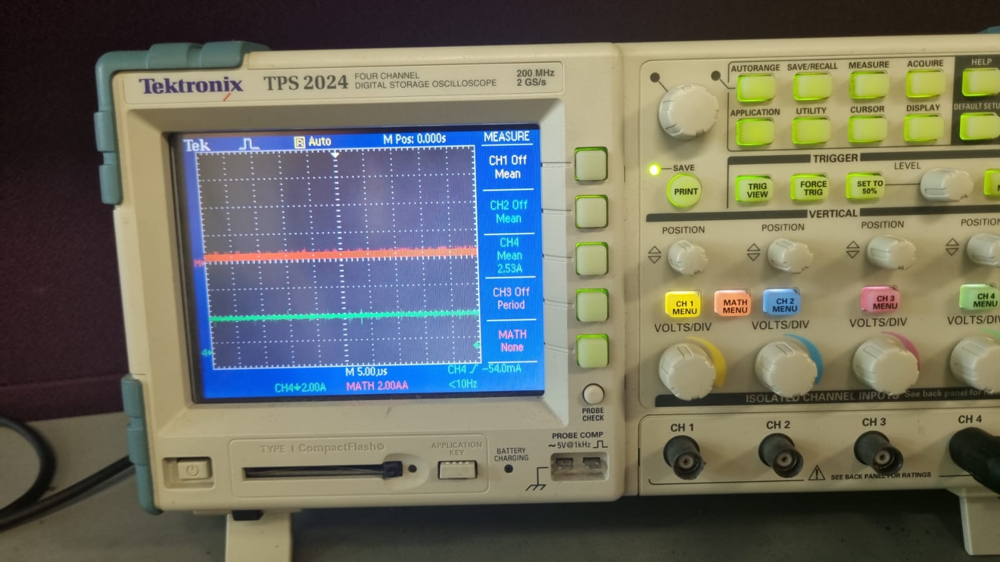 Tektronix TPS 2024 FOUR CHANNEL
DIGITAL STORAGE OSCILLOSCOPE
200 MHz
2 GS/s
Tek R Auto M Pos: 0.000s MEASURE
CH1 Off
Mean
CH2 Off
Mean
CH4
Mean
2.53A
CH3 Off
Period
MATH
None
4
M 5.00µs CH4 -54.0mA
CH4 2.00A MATH 2.00AA <10Hz
AUTORANGE SAVE/RECALL MEASURE ACQUIRE HELP
APPLICATION UTILITY CURSOR DISPLAY DEFAULT SETU
SAVE
PRINT
TRIGGER
LEVEL
TRIG
VIEW
FORCE
TRIG
SET TO
50%
VERTICAL
POSITION POSITION POSITION POSITION
CH 1
MENU
MATH
MENU
CH 2
MENU
CH 3
MENU
CH 4
MENU
VOLTS/DIV VOLTS/DIV VOLTS/DIV VOLTS/DIV
ISOLATED CHANNEL INPUTS See back panel for
PROBE
CHECK
CH 1 CH 2 CH 3 CH 4
SEE BACK PANEL FOR RATINGS
PROBE COMP
~5V@1kHz
TYPE I CompactFlash®
APPLICATION
KEY
BATTERY
CHARGING